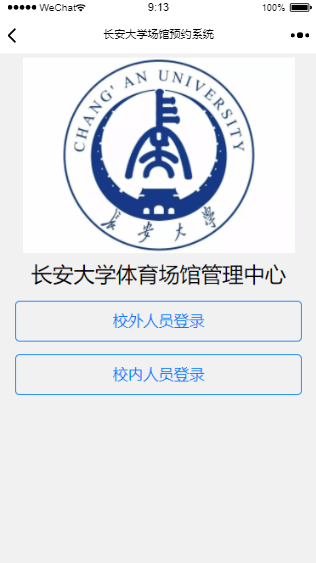 WeChat
9:13
100%
长安大学场馆预约系统
CHANG' AN UNIVERSITY
长安大学
长安大学体育场馆管理中心
校外人员登录
校内人员登录